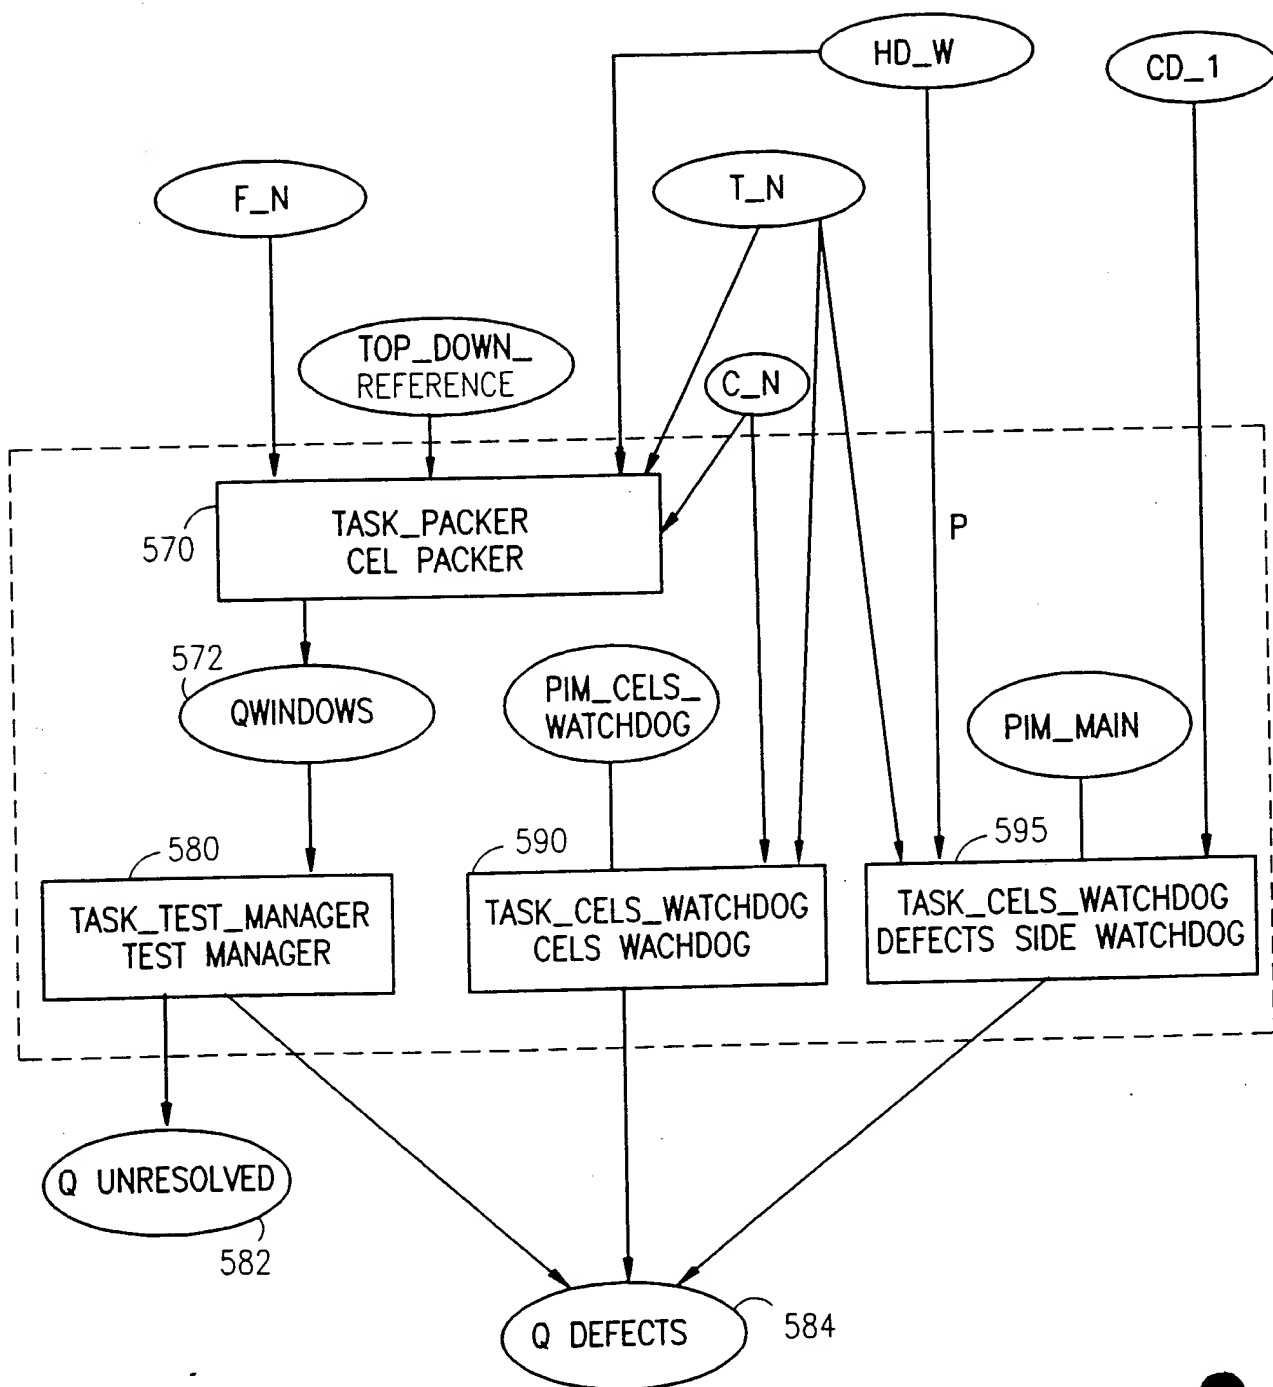 HD_W
CD_1
F_N
T_N
TOP_DOWN_
REFERENCE
C_N
570
TASK_PACKER
CEL PACKER
P
572
QWINDOWS
PIM_CELS_
WATCHDOG
PIM_MAIN
580
590
595
TASK_TEST_MANAGER
TEST MANAGER
TASK_CELS_WATCHDOG
CELS WACHDOG
TASK_CELS_WATCHDOG
DEFECTS SIDE WATCHDOG
Q UNRESOLVED
582
Q DEFECTS
584